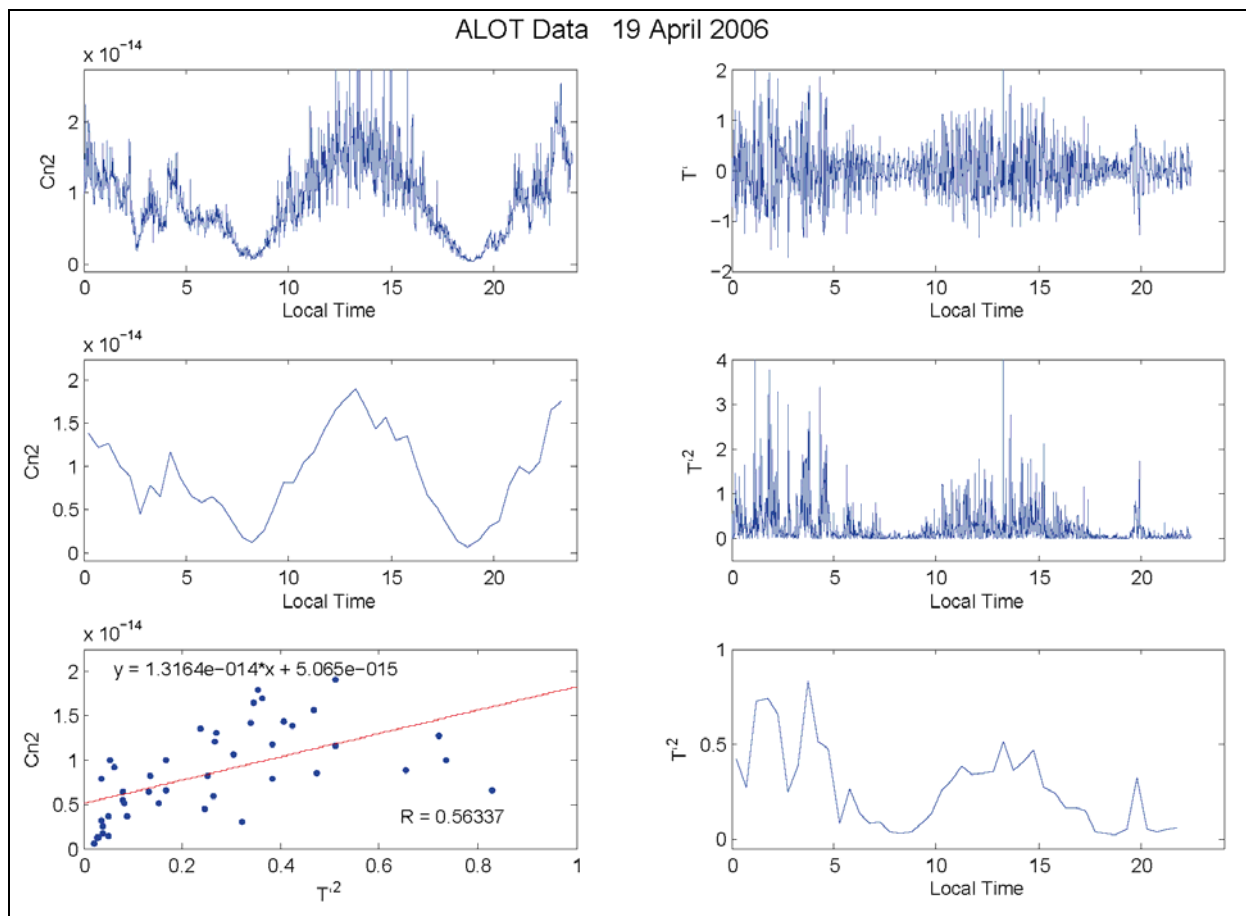 ALOT Data 19 April 2006
x 10⁻¹⁴
2
1
0
Cn2
0 5 10 15 20
Local Time
2
1
0
−1
−2
T'
0 5 10 15 20
Local Time
x 10⁻¹⁴
2
1.5
1
0.5
0
Cn2
0 5 10 15 20
Local Time
4
3
2
1
0
T'²
0 5 10 15 20
Local Time
x 10⁻¹⁴
y = 1.3164e−014*x + 5.065e−015
2
1.5
1
0.5
0
Cn2
R = 0.56337
0 0.2 0.4 0.6 0.8 1
T'²
1
0.5
0
T'²
0 5 10 15 20
Local Time